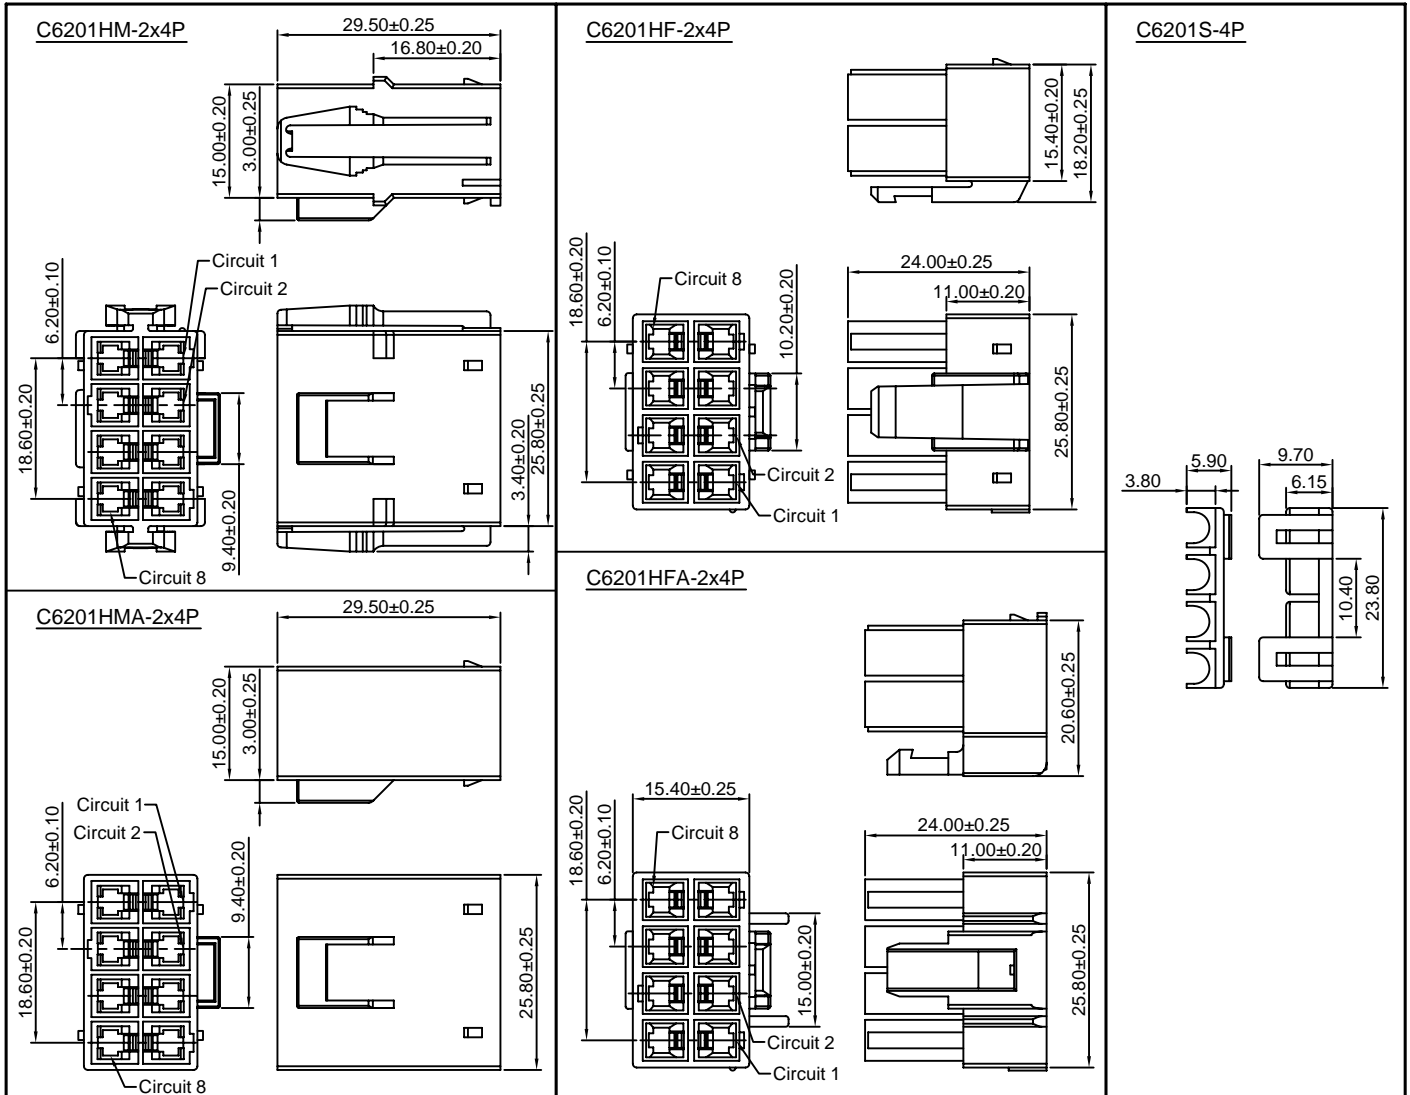 C6201HM-2x4P
29.50±0.25
16.80±0.20
15.00±0.20
3.00±0.25
Circuit 1
Circuit 2
6.20±0.10
18.60±0.20
9.40±0.20
Circuit 8
3.40±0.20
25.80±0.25
C6201HMA-2x4P
29.50±0.25
15.00±0.20
3.00±0.25
Circuit 1
Circuit 2
6.20±0.10
18.60±0.20
9.40±0.20
Circuit 8
25.80±0.25
C6201HF-2x4P
15.40±0.20
18.20±0.25
18.60±0.20
6.20±0.10
Circuit 8
10.20±0.20
Circuit 2
Circuit 1
24.00±0.25
11.00±0.20
25.80±0.25
C6201HFA-2x4P
20.60±0.25
15.40±0.25
18.60±0.20
6.20±0.10
Circuit 8
15.00±0.20
Circuit 2
Circuit 1
24.00±0.25
11.00±0.20
25.80±0.25
C6201S-4P
5.90
3.80
9.70
6.15
10.40
23.80